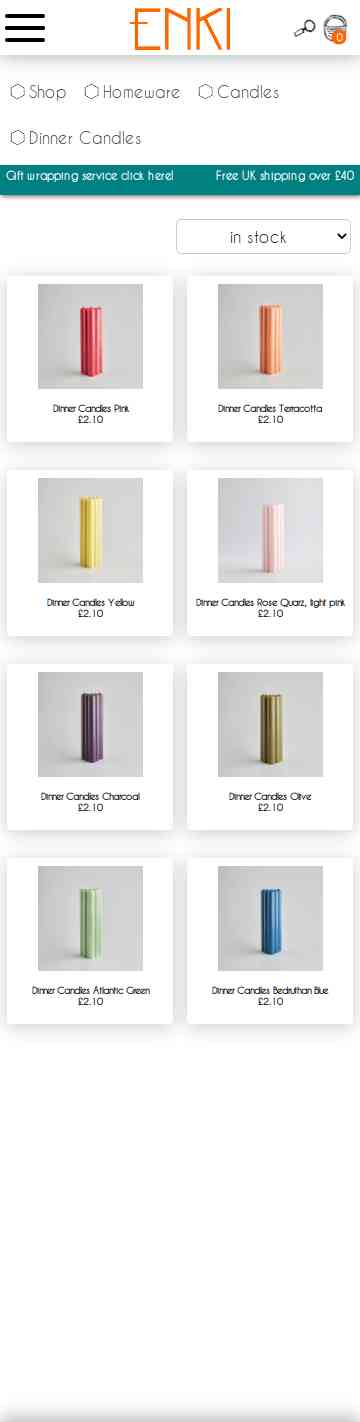 ENKI
0
Shop Homeware Candles
Dinner Candles
Gift wrapping service click here! Free UK shipping over £40
in stock
Dinner Candles Pink
£2.10
Dinner Candles Terracotta
£2.10
Dinner Candles Yellow
£2.10
Dinner Candles Rose Quarz, light pink
£2.10
Dinner Candles Charcoal
£2.10
Dinner Candles Olive
£2.10
Dinner Candles Atlantic Green
£2.10
Dinner Candles Bedruthan Blue
£2.10